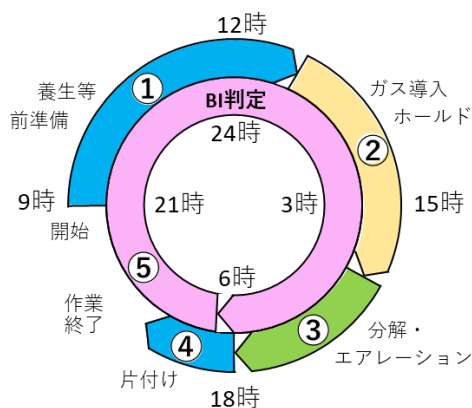 12時
養生等
前準備
①
BI判定
ガス導入
ホールド
②
24時
9時
21時
3時
15時
開始
⑤
6時
作業
終了
④
③
分解・
エアレーション
片付け
18時